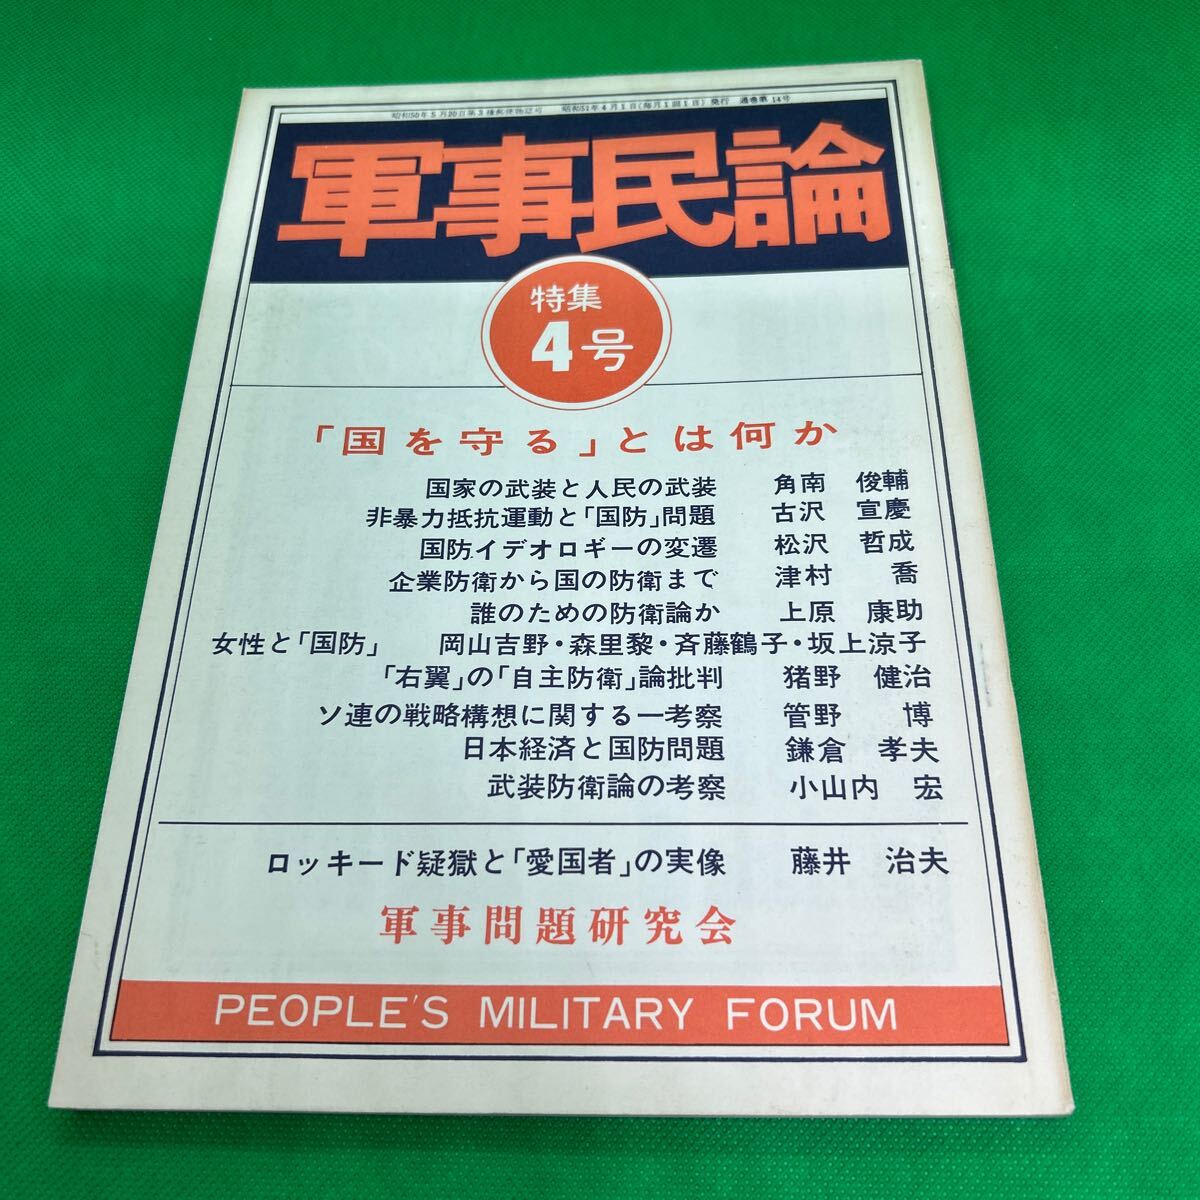 昭和50年5月20日第3種郵便物認可 昭和51年4月1日(毎月1回1日)発行 通巻第14号
軍事民論
特集
4号
「国を守る」とは何か
国家の武装と人民の武装 角南 俊輔
非暴力抵抗運動と「国防」問題 古沢 宣慶
国防イデオロギーの変遷 松沢 哲成
企業防衛から国の防衛まで 津村 喬
誰のための防衛論か 上原 康助
女性と「国防」 岡山吉野・森里黎・斉藤鶴子・坂上涼子
「右翼」の「自主防衛」論批判 猪野 健治
ソ連の戦略構想に関する一考察 管野 博
日本経済と国防問題 鎌倉 孝夫
武装防衛論の考察 小山内 宏
ロッキード疑獄と「愛国者」の実像 藤井 治夫
軍事問題研究会
PEOPLE'S MILITARY FORUM